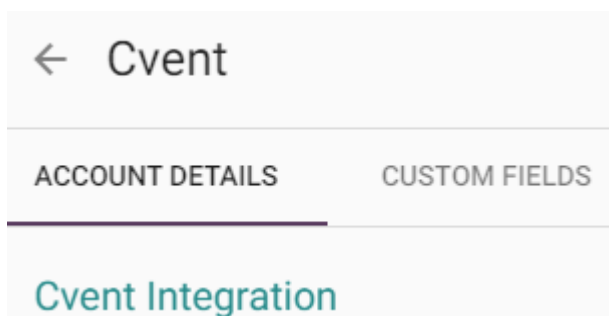 ← Cvent
ACCOUNT DETAILS CUSTOM FIELDS
Cvent Integration